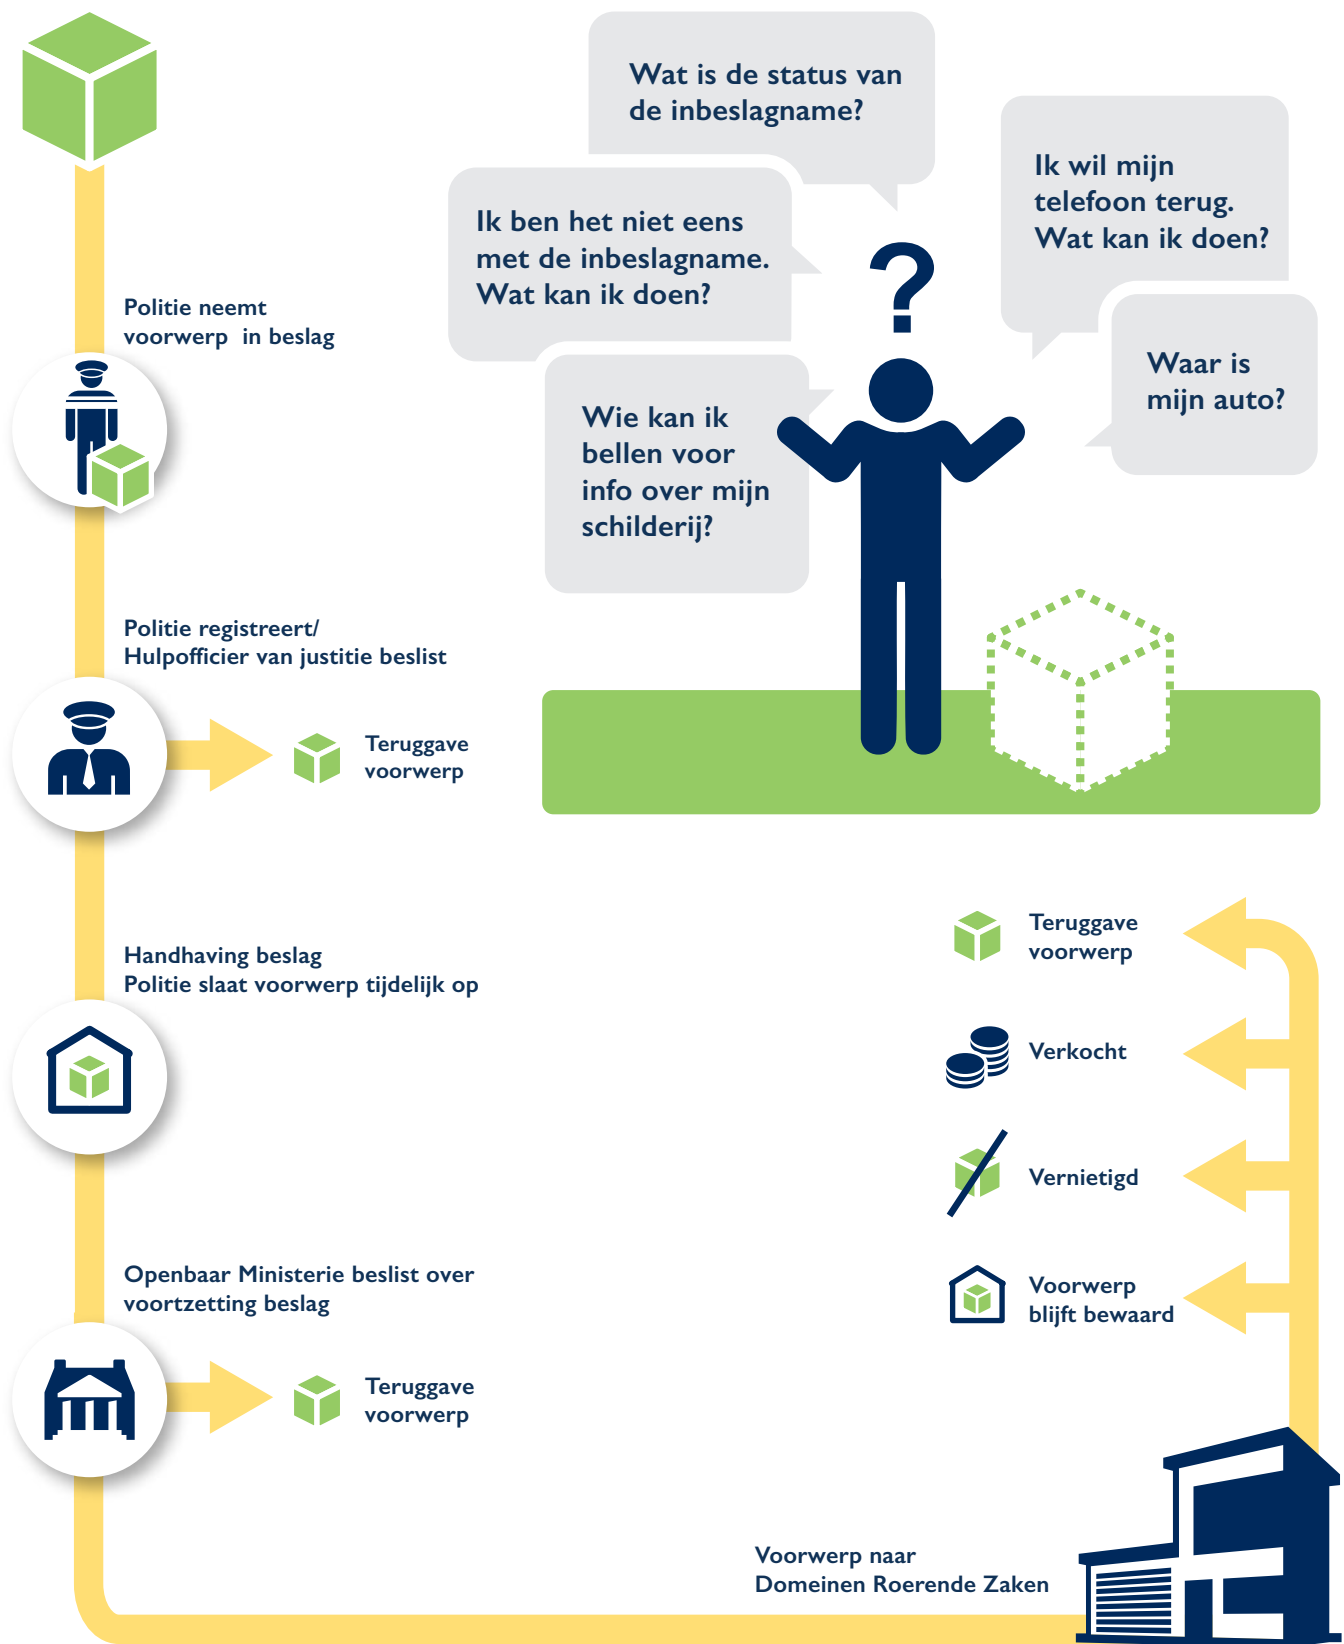 Wat is de status van
de inbeslagname?
Ik wil mijn
telefoon terug.
Wat kan ik doen?
Ik ben het niet eens
met de inbeslagname.
Wat kan ik doen?
?
Waar is
mijn auto?
Wie kan ik
bellen voor
info over mijn
schilderij?
Politie neemt
voorwerp in beslag
Politie registreert/
Hulpofficier van justitie beslist
Teruggave
voorwerp
Handhaving beslag
Politie slaat voorwerp tijdelijk op
Openbaar Ministerie beslist over
voortzetting beslag
Teruggave
voorwerp
Voorwerp naar
Domeinen Roerende Zaken
Teruggave
voorwerp
Verkocht
Vernietigd
Voorwerp
blijft bewaard